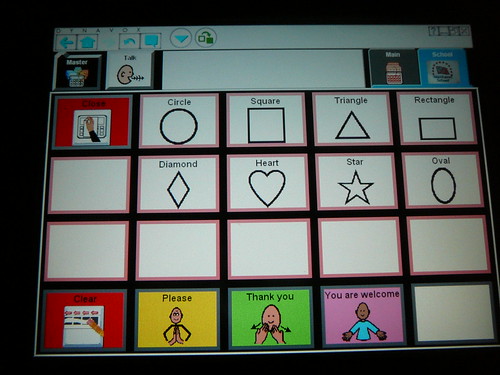 DYNAVOX
Master
Talk
Main
School
Close
Circle
Square
Triangle
Rectangle
Diamond
Heart
Star
Oval
Clear
Please
Thank you
You are welcome